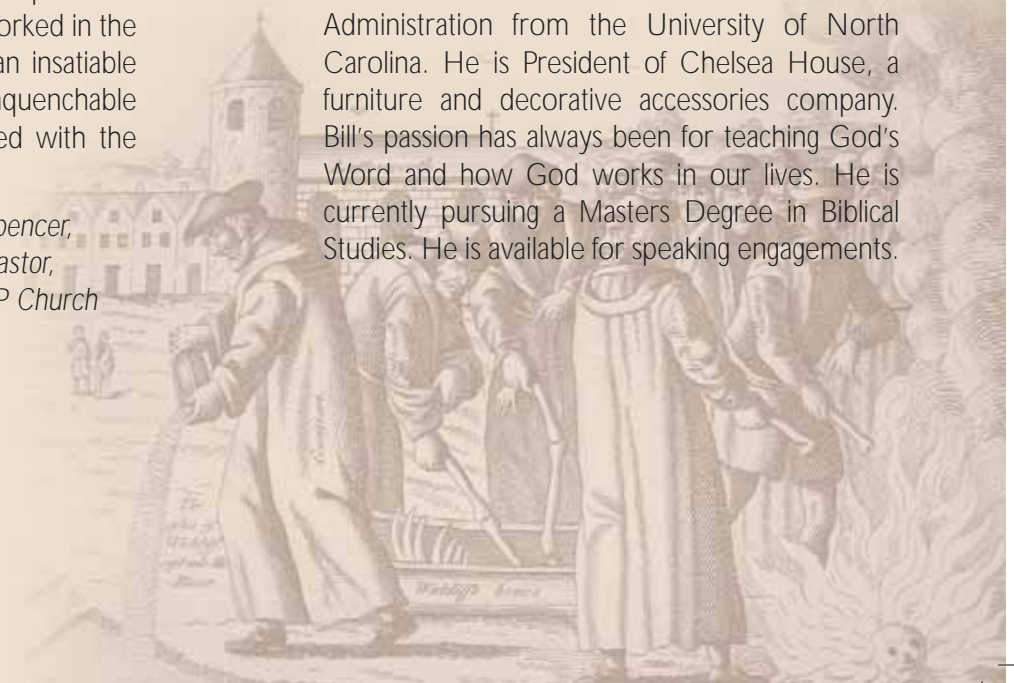 orked in the
an insatiable
nquenchable
ed with the
pencer,
astor,
P Church
Administration from the University of North
Carolina. He is President of Chelsea House, a
furniture and decorative accessories company.
Bill's passion has always been for teaching God's
Word and how God works in our lives. He is
currently pursuing a Masters Degree in Biblical
Studies. He is available for speaking engagements.